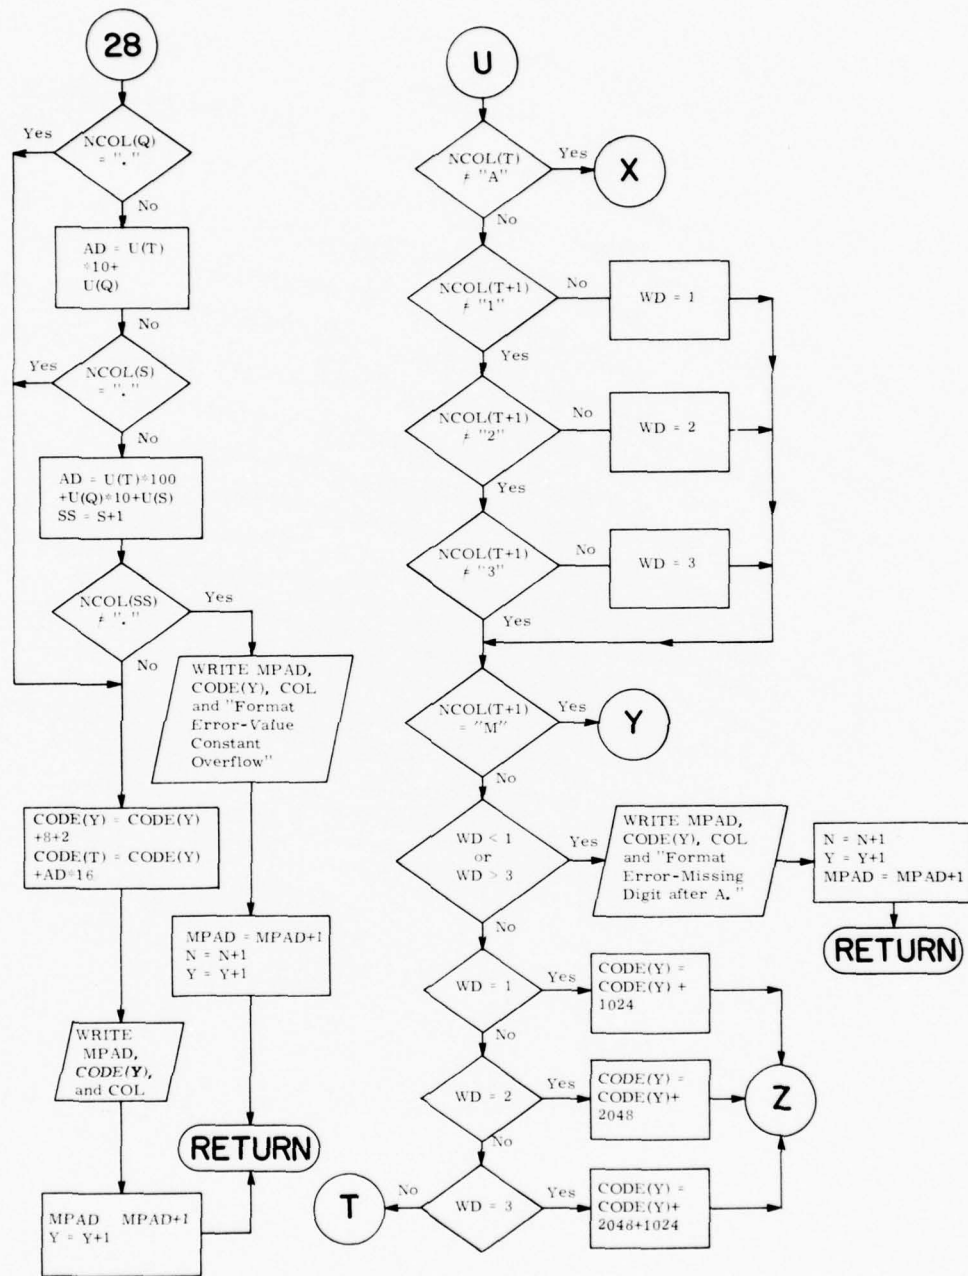 28
NCOL(Q)
= "."
Yes
No
AD = U(T)
*10+
U(Q)
No
NCOL(S)
= "."
Yes
No
AD = U(T)*100
+U(Q)*10+U(S)
SS = S+1
NCOL(SS)
≠ "."
Yes
No
WRITE MPAD,
CODE(Y), COL
and "Format
Error-Value
Constant
Overflow"
CODE(Y) = CODE(Y)
+8+2
CODE(T) = CODE(Y)
+AD*16
MPAD = MPAD+1
N = N+1
Y = Y+1
WRITE
MPAD,
CODE(Y),
and COL
RETURN
MPAD MPAD+1
Y = Y+1
U
NCOL(T)
≠ "A"
Yes
X
No
NCOL(T+1)
≠ "1"
No
WD = 1
Yes
NCOL(T+1)
≠ "2"
No
WD = 2
Yes
NCOL(T+1)
≠ "3"
No
WD = 3
Yes
NCOL(T+1)
= "M"
Yes
Y
No
WD < 1
or
WD > 3
Yes
WRITE MPAD,
CODE(Y), COL
and "Format
Error-Missing
Digit after A."
N = N+1
Y = Y+1
MPAD = MPAD+1
RETURN
No
WD = 1
Yes
CODE(Y) =
CODE(Y) +
1024
No
WD = 2
Yes
CODE(Y) =
CODE(Y)+
2048
Z
No
WD = 3
Yes
CODE(Y) =
CODE(Y)+
2048+1024
No
T